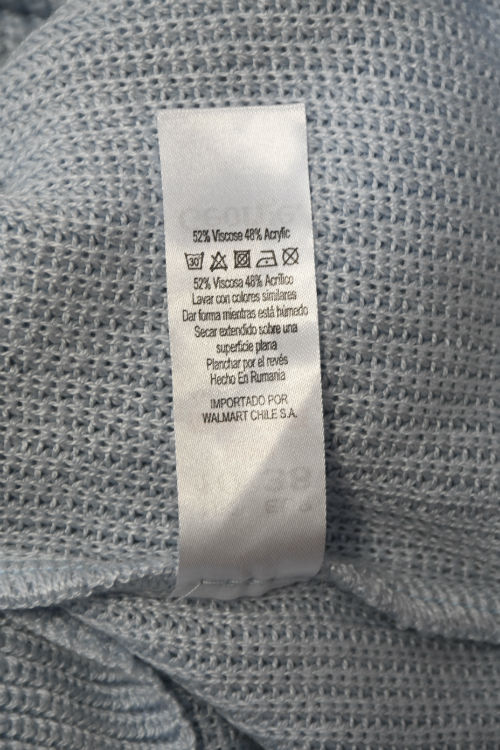 52% Viscose 48% Acrylic
30
52% Viscosa 48% Acrílico
Lavar con colores similares
Dar forma mientras está húmedo
Secar extendido sobre una
superficie plana
Planchar por el revés
Hecho En Rumania
IMPORTADO POR
WALMART CHILE S.A.